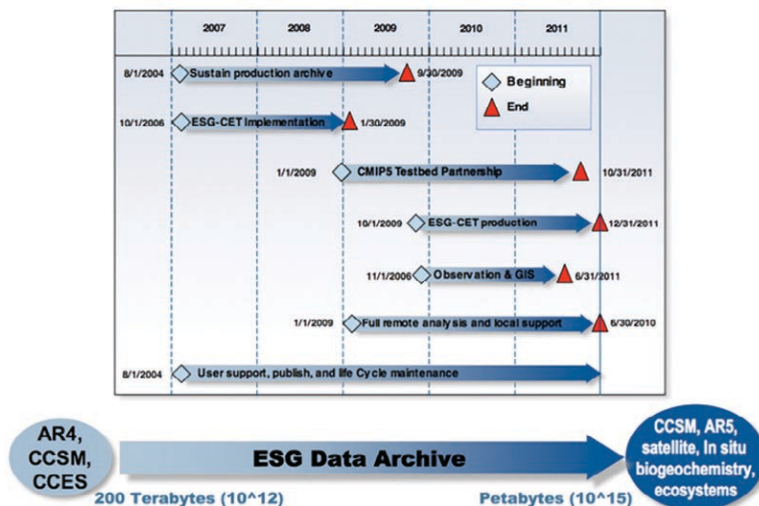 2007 2008 2009 2010 2011
8/1/2004 Sustain production archive 9/30/2009
Beginning
End
10/1/2006 ESG-CET Implementation 1/30/2009
1/1/2009 CMIP5 Testbed Partnership 10/31/2011
10/1/2009 ESG-CET production 12/31/2011
11/1/2006 Observation & GIS 6/31/2011
1/1/2009 Full remote analysis and local support 6/30/2010
8/1/2004 User support, publish, and life Cycle maintenance
AR4,
CCSM,
CCES
ESG Data Archive
CCSM, AR5,
satellite, In situ
biogeochemistry,
ecosystems
200 Terabytes (10^12) Petabytes (10^15)